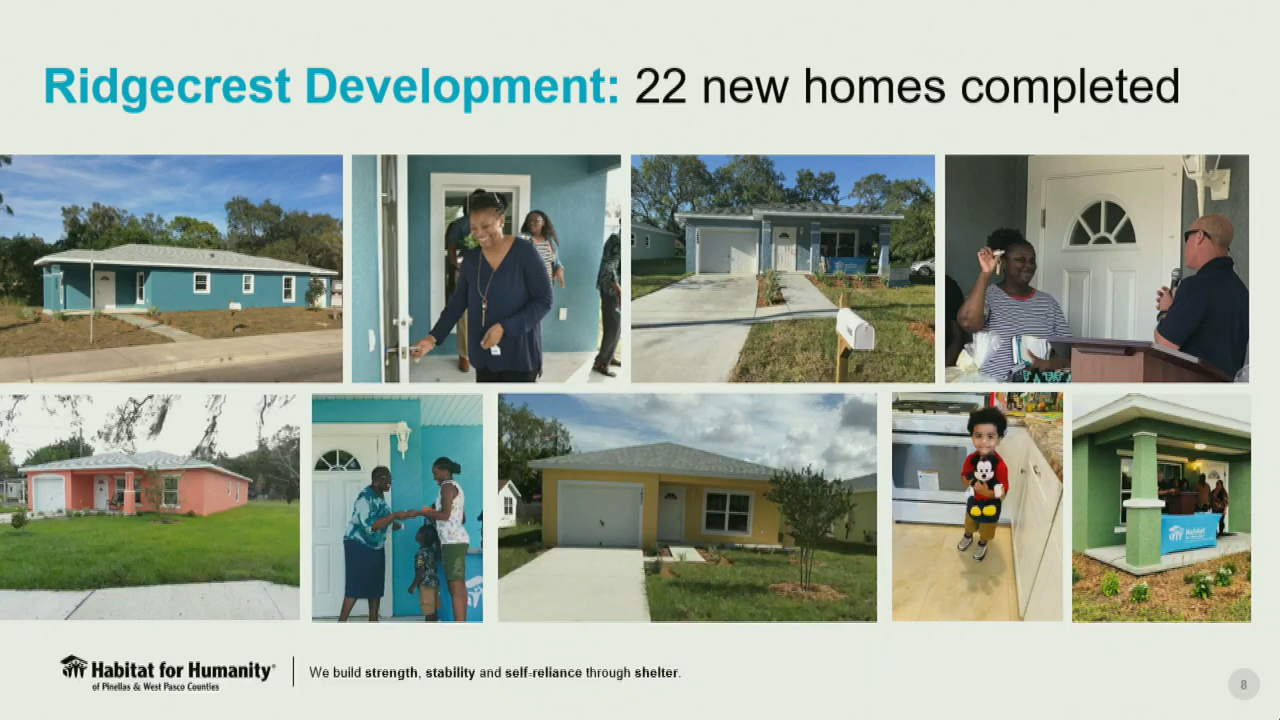 Ridgecrest Development: 22 new homes completed
Habitat
Habitat for Humanity®
of Pinellas & West Pasco Counties
We build strength, stability and self-reliance through shelter.
8